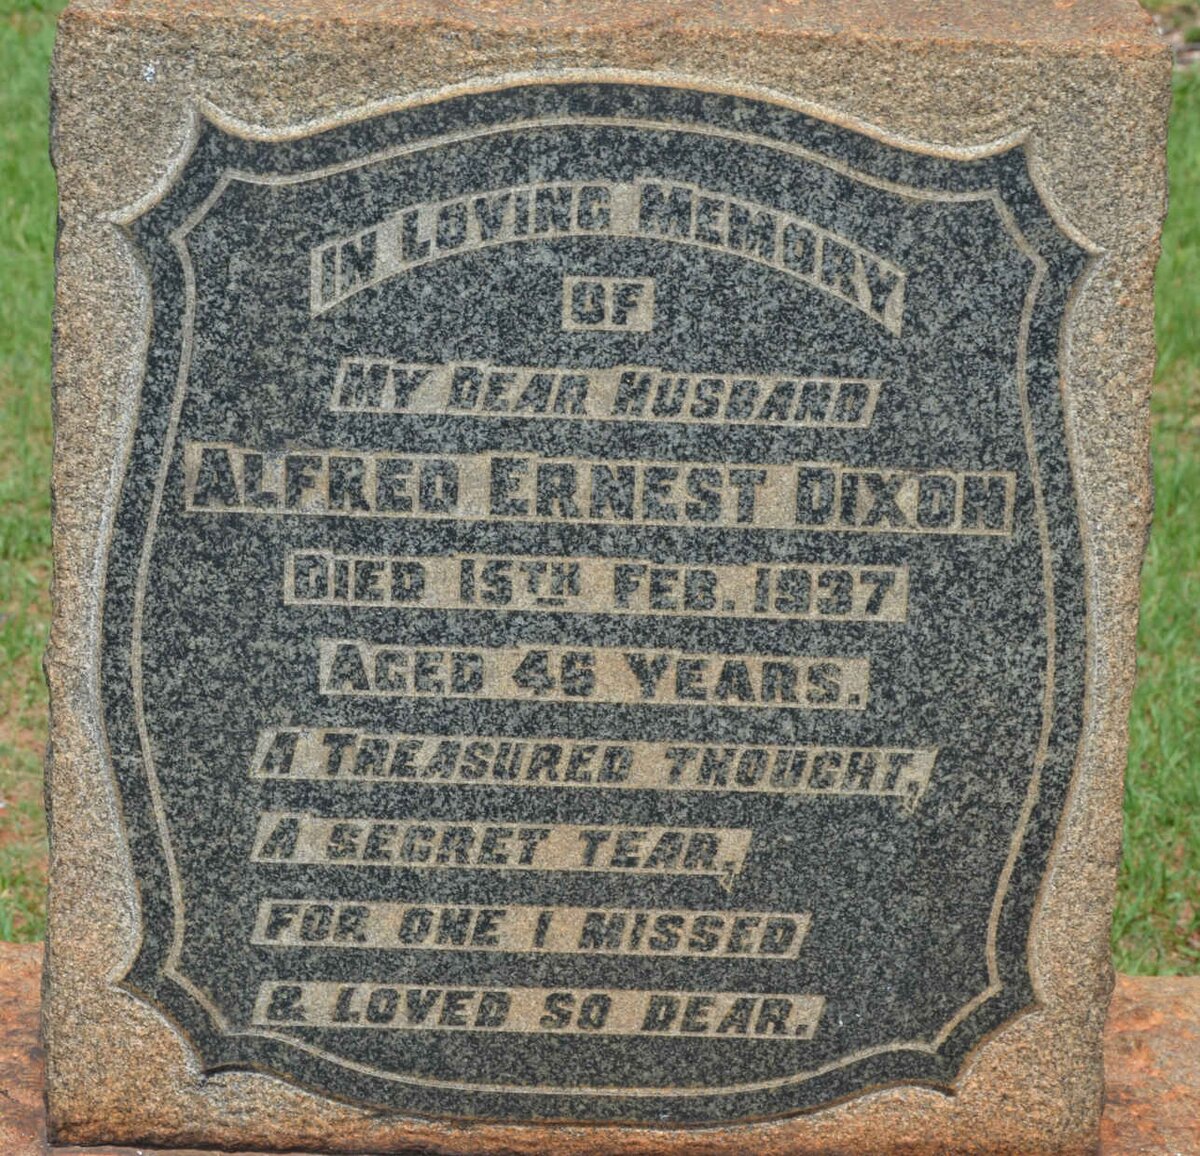 IN LOVING MEMORY
OF
MY DEAR HUSBAND
ALFRED ERNEST DIXON
DIED 15TH FEB. 1937
AGED 45 YEARS.
A TREASURED THOUGHT,
A SECRET TEAR,
FOR ONE I MISSED
& LOVED SO DEAR.